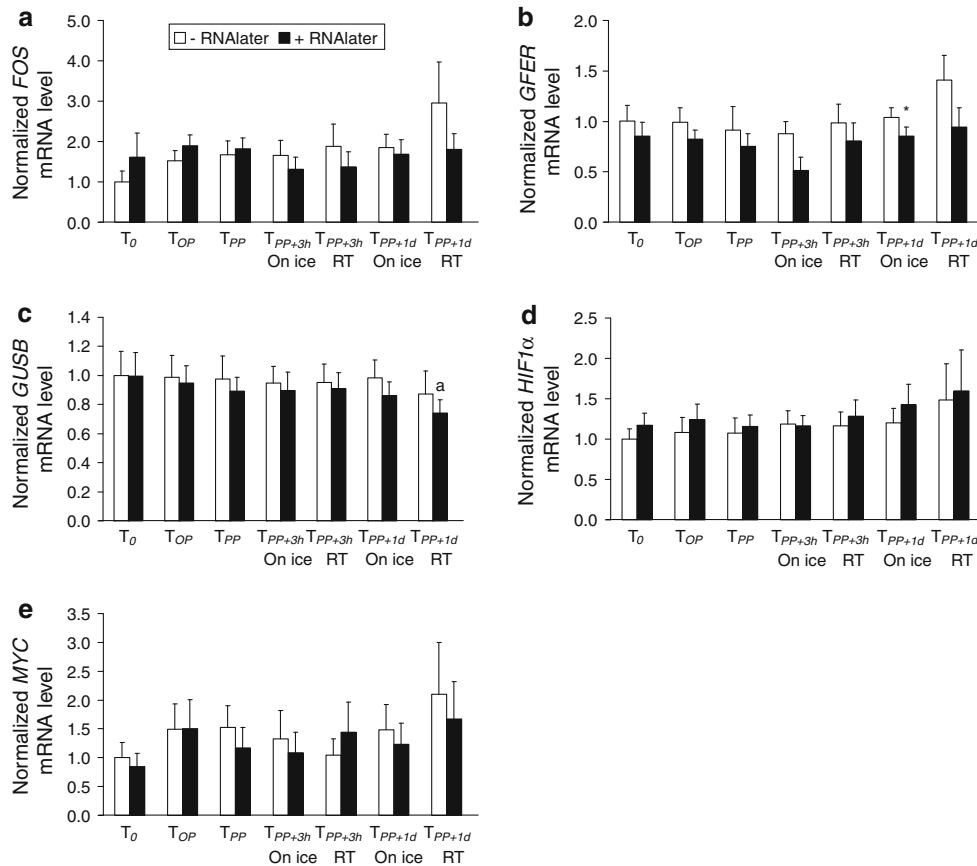 a
Normalized FOS
mRNA level
5.0
4.0
3.0
2.0
1.0
0.0
- RNAlater + RNAlater
T0 TOP TPP TPP+3h TPP+3h TPP+1d TPP+1d
On ice RT On ice RT
b
Normalized GFER
mRNA level
2.0
1.5
1.0
0.5
0.0
*
T0 TOP TPP TPP+3h TPP+3h TPP+1d TPP+1d
On ice RT On ice RT
c
Normalized GUSB
mRNA level
1.4
1.2
1.0
0.8
0.6
0.4
0.2
0.0
a
T0 TOP TPP TPP+3h TPP+3h TPP+1d TPP+1d
On ice RT On ice RT
d
Normalized HIF1α
mRNA level
2.5
2.0
1.5
1.0
0.5
0.0
T0 TOP TPP TPP+3h TPP+3h TPP+1d TPP+1d
On ice RT On ice RT
e
Normalized MYC
mRNA level
3.5
3.0
2.5
2.0
1.5
1.0
0.5
0.0
T0 TOP TPP TPP+3h TPP+3h TPP+1d TPP+1d
On ice RT On ice RT